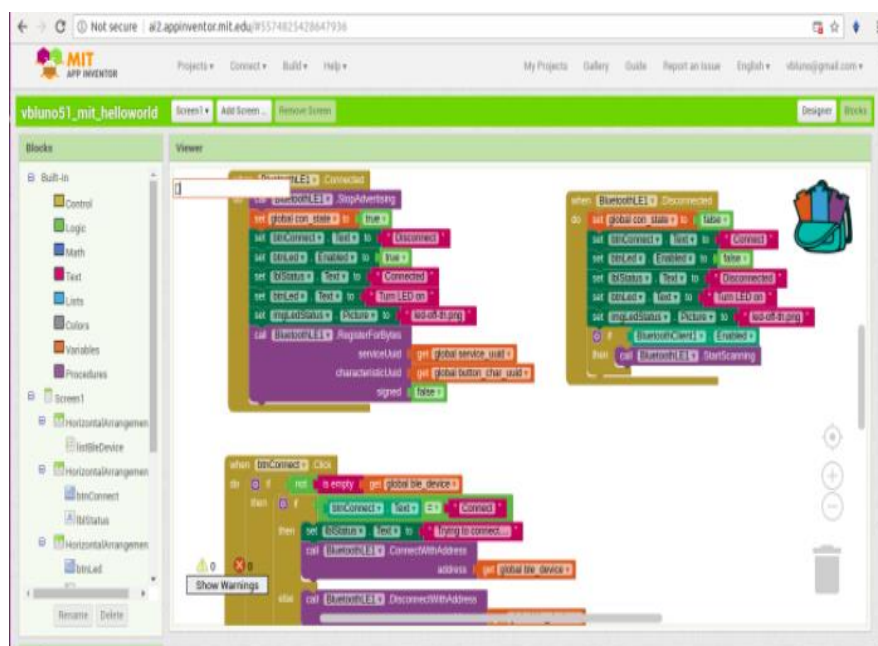 Not secure | ai2.appinventor.mit.edu/#5574825428647936
MIT
APP INVENTOR
Projects Connect Build Help My Projects Gallery Guide Report an Issue English vbluno@gmail.com
vbluno51_mit_helloworld Screen1 Add Screen ... Remove Screen Designer Blocks
Blocks
Viewer
Built-in
Control
Logic
Math
Text
Lists
Colors
Variables
Procedures
Screen1
HorizontalArrangemen
listBleDevice
HorizontalArrangemen
btnConnect
lblStatus
HorizontalArrangemen
btnLed
Rename Delete
BluetoothLE1 Connected
do call BluetoothLE1 .StopAdvertising
set global con_state to true
set btnConnect . Text to " Disconnect "
set btnLed . Enabled to true
set lblStatus . Text to " Connected "
set btnLed . Text to " Turn LED on "
set imgLedStatus . Picture to " led-off-th.png "
call BluetoothLE1 .RegisterForBytes
serviceUuid get global service_uuid
characteristicUuid get global button_char_uuid
signed false
when BluetoothLE1 .Disconnected
do set global con_state to false
set btnConnect . Text to " Connect "
set btnLed . Enabled to false
set lblStatus . Text to " Disconnected "
set btnLed . Text to " Turn LED on "
set imgLedStatus . Picture to " led-off-th.png "
if BluetoothClient1 . Enabled
then call BluetoothLE1 .StartScanning
when btnConnect .Click
do if not is empty get global ble_device
then if btnConnect . Text = " Connect "
then set lblStatus . Text to " Trying to connect.... "
call BluetoothLE1 .ConnectWithAddress
address get global ble_device
else call BluetoothLE1 .DisconnectWithAddress
0 0
Show Warnings